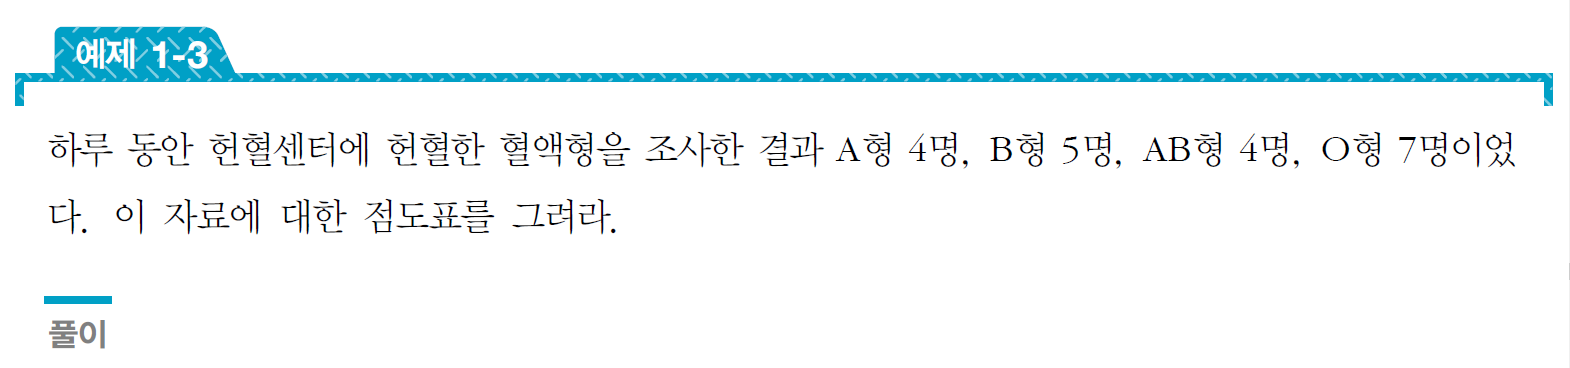 예제 1-3
하루 동안 헌혈센터에 헌혈한 혈액형을 조사한 결과 A형 4명, B형 5명, AB형 4명, O형 7명이었
다. 이 자료에 대한 점도표를 그려라.
풀이